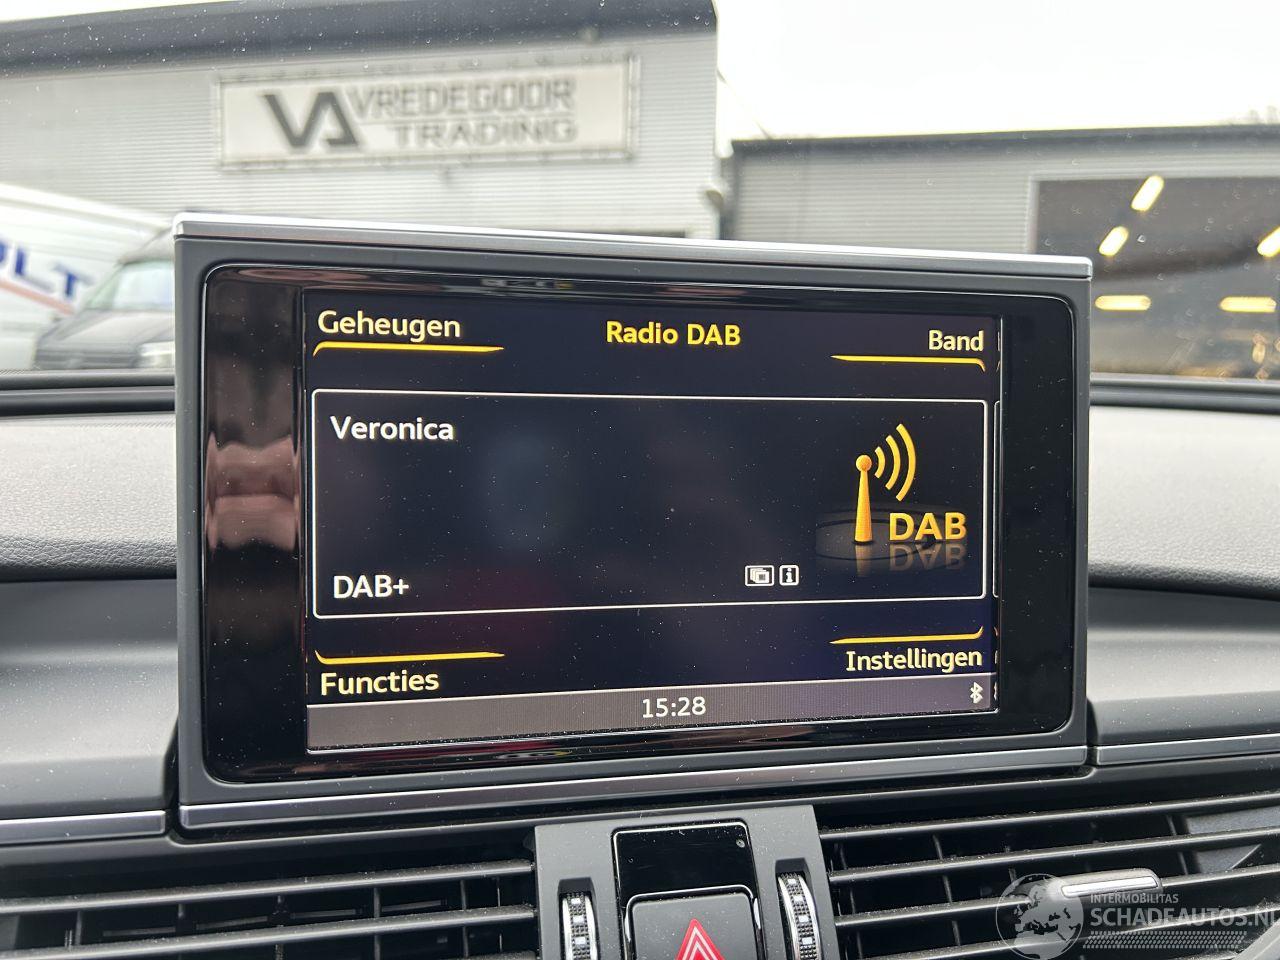 VA VREDEGOOR
TRADING
Geheugen
Radio DAB
Band
Veronica
DAB
DAB+
Functies
Instellingen
15:28
INTERMOBILITAS
SCHADEAUTOS.NL